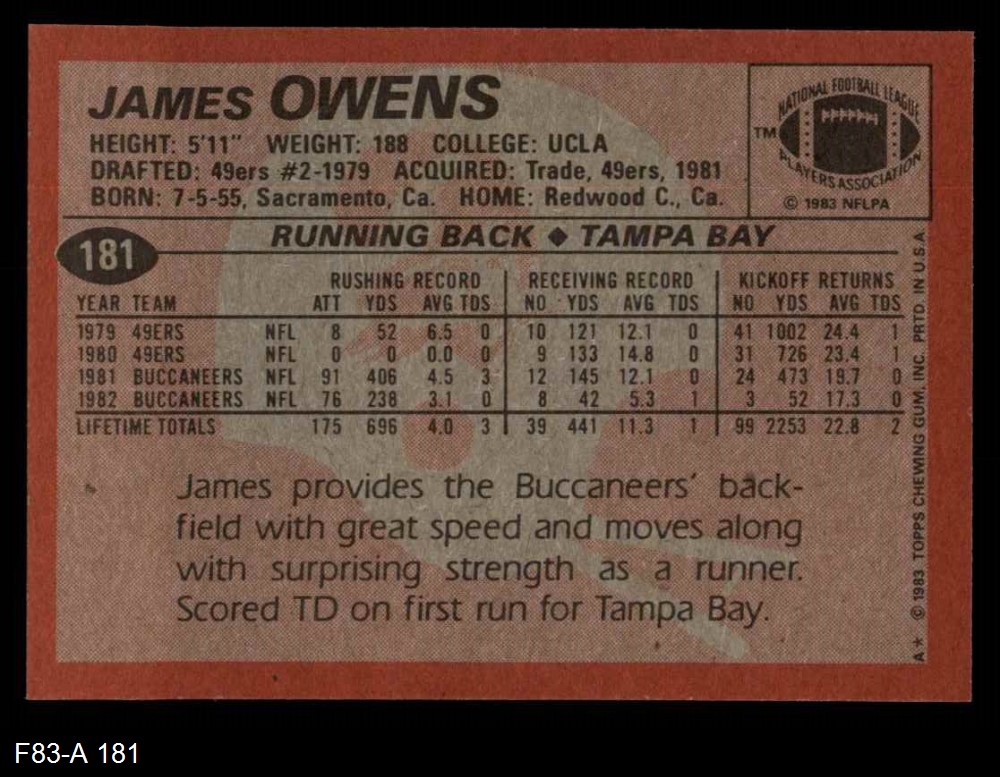 JAMES OWENS
HEIGHT: 5'11" WEIGHT: 188 COLLEGE: UCLA
DRAFTED: 49ers #2-1979 ACQUIRED: Trade, 49ers, 1981
BORN: 7-5-55, Sacramento, Ca. HOME: Redwood C., Ca.
NATIONAL FOOTBALL LEAGUE
TM
PLAYERS ASSOCIATION
© 1983 NFLPA
181
RUNNING BACK ◆ TAMPA BAY
RUSHING RECORD RECEIVING RECORD KICKOFF RETURNS
YEAR TEAM ATT YDS AVG TDS NO YDS AVG TDS NO YDS AVG TDS
1979 49ERS NFL 8 52 6.5 0 10 121 12.1 0 41 1002 24.4 1
1980 49ERS NFL 0 0 0.0 0 9 133 14.8 0 31 726 23.4 1
1981 BUCCANEERS NFL 91 406 4.5 3 12 145 12.1 0 24 473 19.7 0
1982 BUCCANEERS NFL 76 238 3.1 0 8 42 5.3 1 3 52 17.3 0
LIFETIME TOTALS 175 696 4.0 3 39 441 11.3 1 99 2253 22.8 2
James provides the Buccaneers' back-
field with great speed and moves along
with surprising strength as a runner.
Scored TD on first run for Tampa Bay.
A* © 1983 TOPPS CHEWING GUM, INC. PRTD. IN U.S.A.
F83-A 181